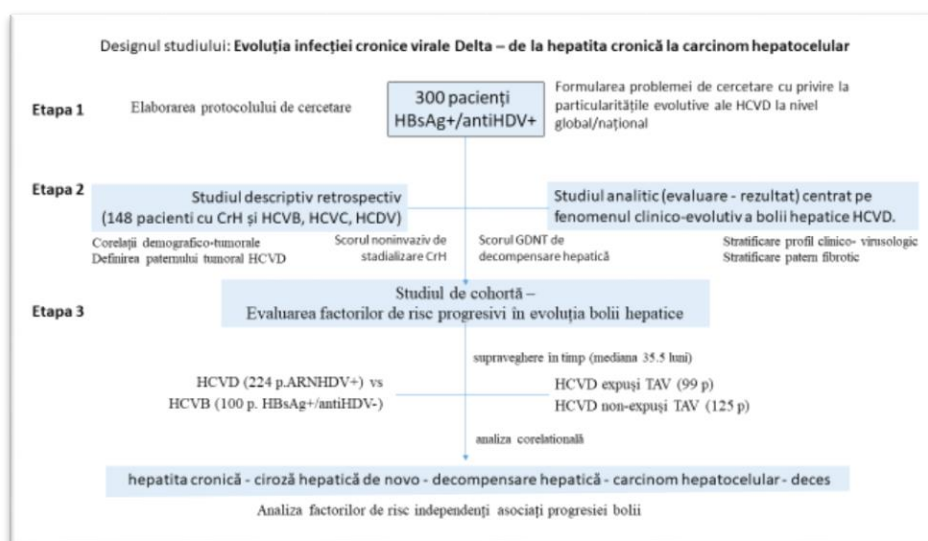 Designul studiului: Evoluția infecției cronice virale Delta – de la hepatita cronică la carcinom hepatocelular
Etapa 1
Elaborarea protocolului de cercetare
300 pacienți
HBsAg+/antiHDV+
Formularea problemei de cercetare cu privire la
particularitățile evolutive ale HCVD la nivel
global/național
Etapa 2
Studiul descriptiv retrospectiv
(148 pacienti cu CrH și HCVB, HCVC, HCDV)
Studiul analitic (evaluare - rezultat) centrat pe
fenomenul clinico-evolutiv a bolii hepatice HCVD.
Corelații demografico-tumorale
Definirea paternului tumoral HCVD
Scorul noninvaziv de
stadializare CrH
Scorul GDNT de
decompensare hepatică
Stratificare profil clinico- virusologic
Stratificare patern fibrotic
Etapa 3
Studiul de cohortă –
Evaluarea factorilor de risc progresivi în evoluția bolii hepatice
supraveghere in timp (mediana 35.5 luni)
HCVD (224 p.ARNHDV+) vs
HCVB (100 p. HBsAg+/antiHDV-)
HCVD expuși TAV (99 p)
HCVD non-expuși TAV (125 p)
analiza corelatională
hepatita cronică - ciroză hepatică de novo - decompensare hepatică - carcinom hepatocelular - deces
Analiza factorilor de risc independenți asociați progresiei bolii